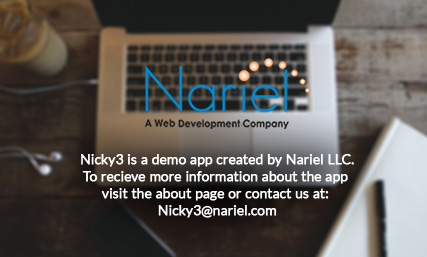 Nariel
A Web Development Company
Nicky3 is a demo app created by Nariel LLC.
To recieve more information about the app
visit the about page or contact us at:
Nicky3@nariel.com